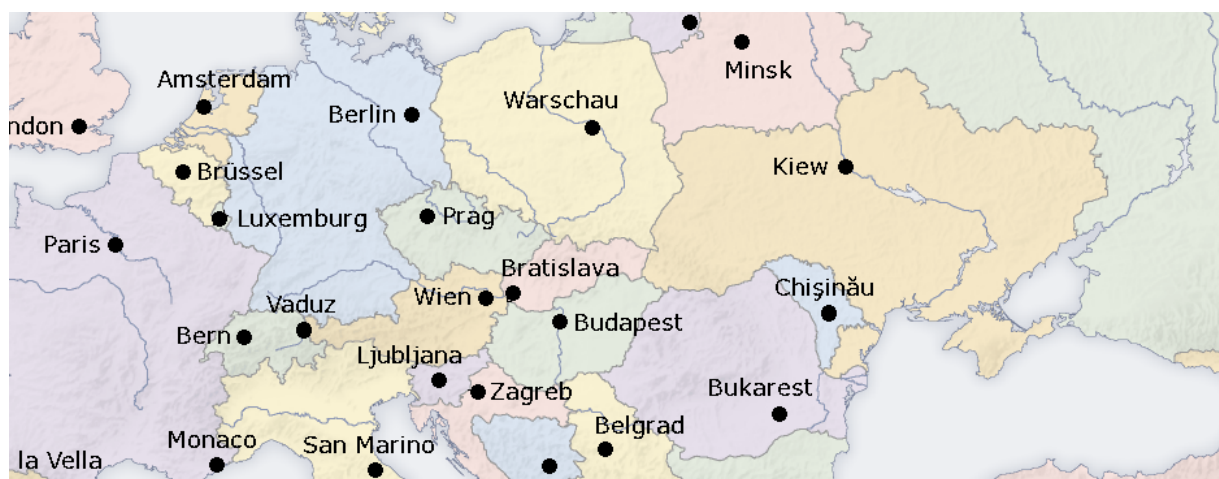 Minsk
Amsterdam
Warschau
Berlin
ndon
Kiew
Brüssel
Prag
Luxemburg
Paris
Bratislava
Chişinău
Wien
Vaduz
Budapest
Bern
Ljubljana
Bukarest
Zagreb
Belgrad
Monaco
San Marino
la Vella